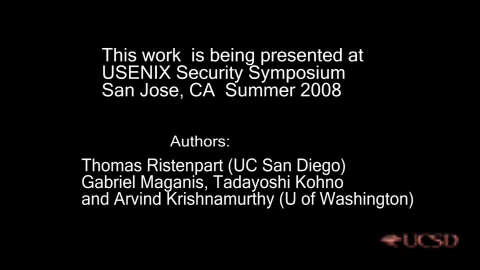 This work is being presented at
USENIX Security Symposium
San Jose, CA Summer 2008
Authors:
Thomas Ristenpart (UC San Diego)
Gabriel Maganis, Tadayoshi Kohno
and Arvind Krishnamurthy (U of Washington)
UCSD